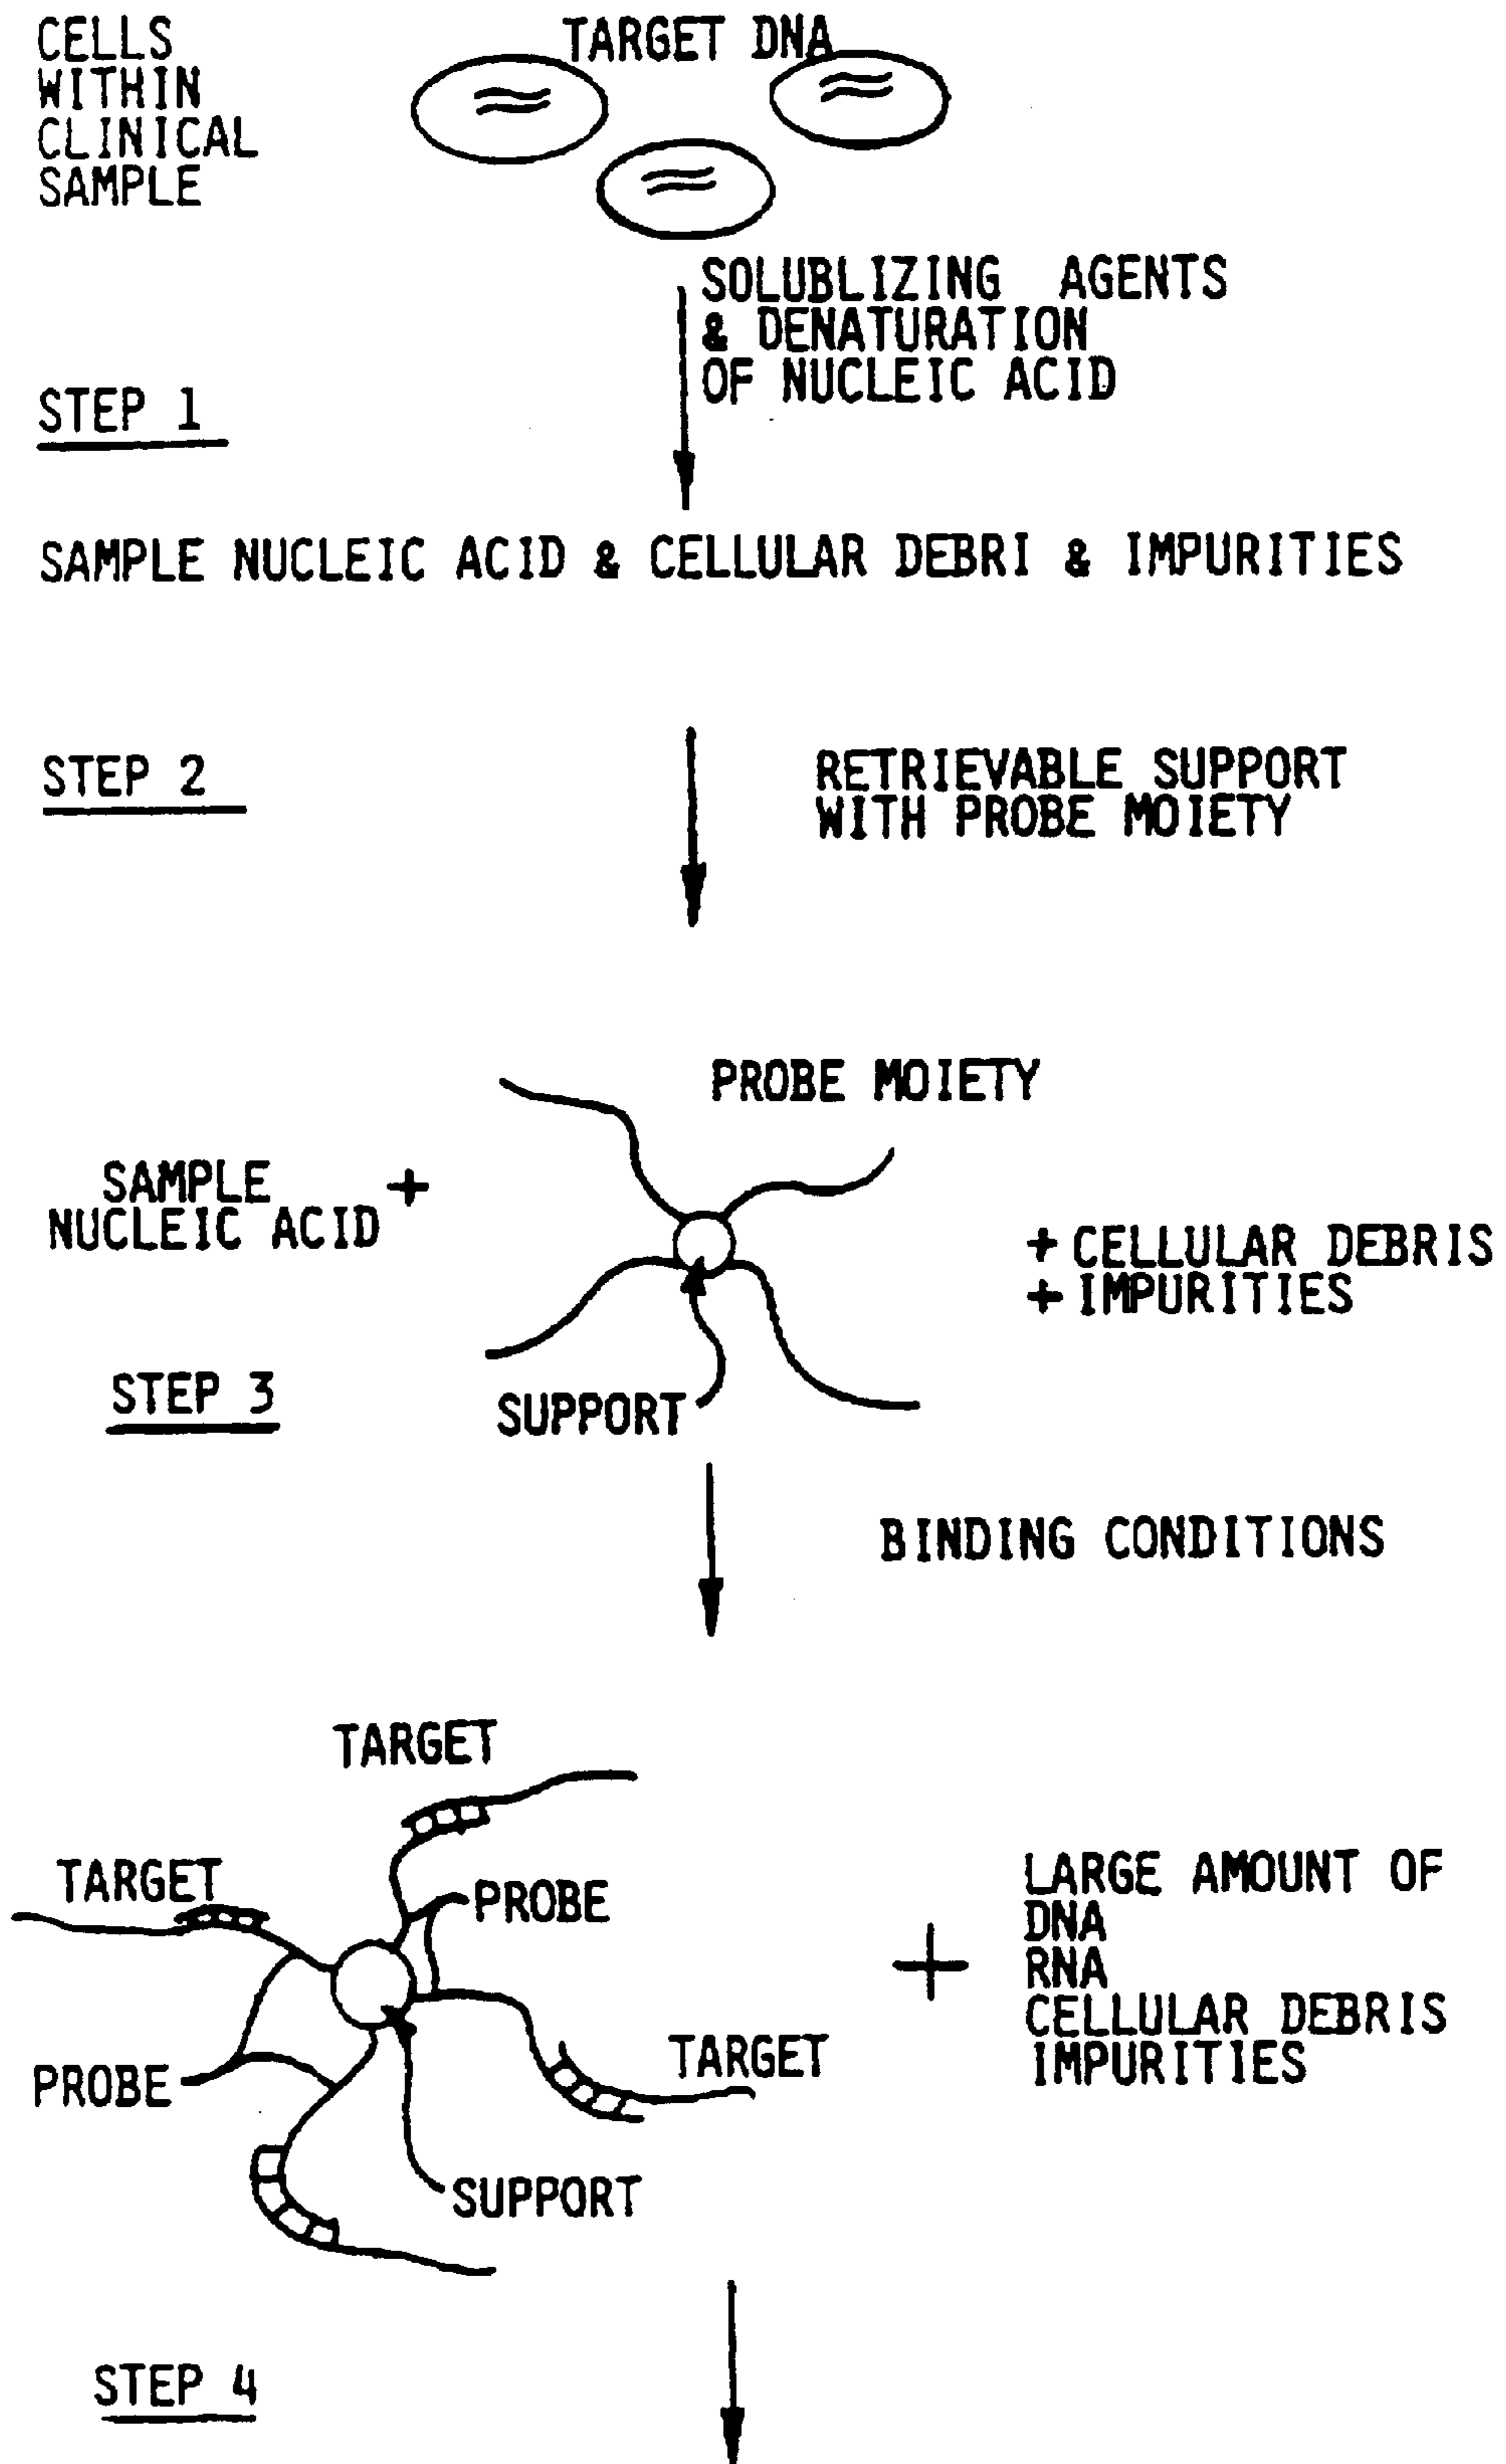 CELLS
WITHIN
CLINICAL
SAMPLE
TARGET DNA
SOLUBLIZING AGENTS
& DENATURATION
OF NUCLEIC ACID
STEP 1
SAMPLE NUCLEIC ACID & CELLULAR DEBRI & IMPURITIES
STEP 2
RETRIEVABLE SUPPORT
WITH PROBE MOIETY
PROBE MOIETY
SAMPLE
NUCLEIC ACID +
+ CELLULAR DEBRIS
+ IMPURITIES
SUPPORT
STEP 3
BINDING CONDITIONS
TARGET
TARGET
PROBE
+
LARGE AMOUNT OF
DNA
RNA
CELLULAR DEBRIS
IMPURITIES
TARGET
PROBE
SUPPORT
STEP 4